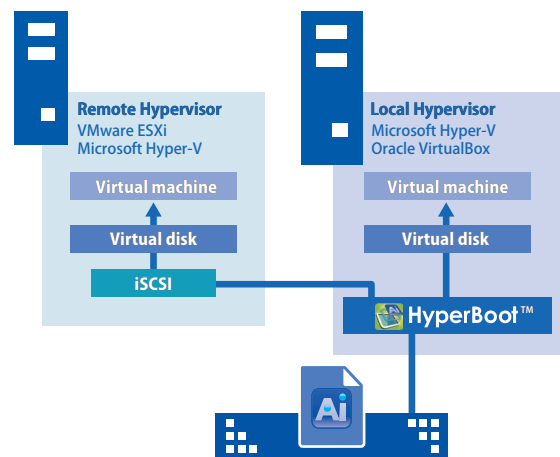 Remote Hypervisor
VMware ESXi
Microsoft Hyper-V
Virtual machine
Virtual disk
iSCSI
Local Hypervisor
Microsoft Hyper-V
Oracle VirtualBox
Virtual machine
Virtual disk
HyperBoot™
Ai